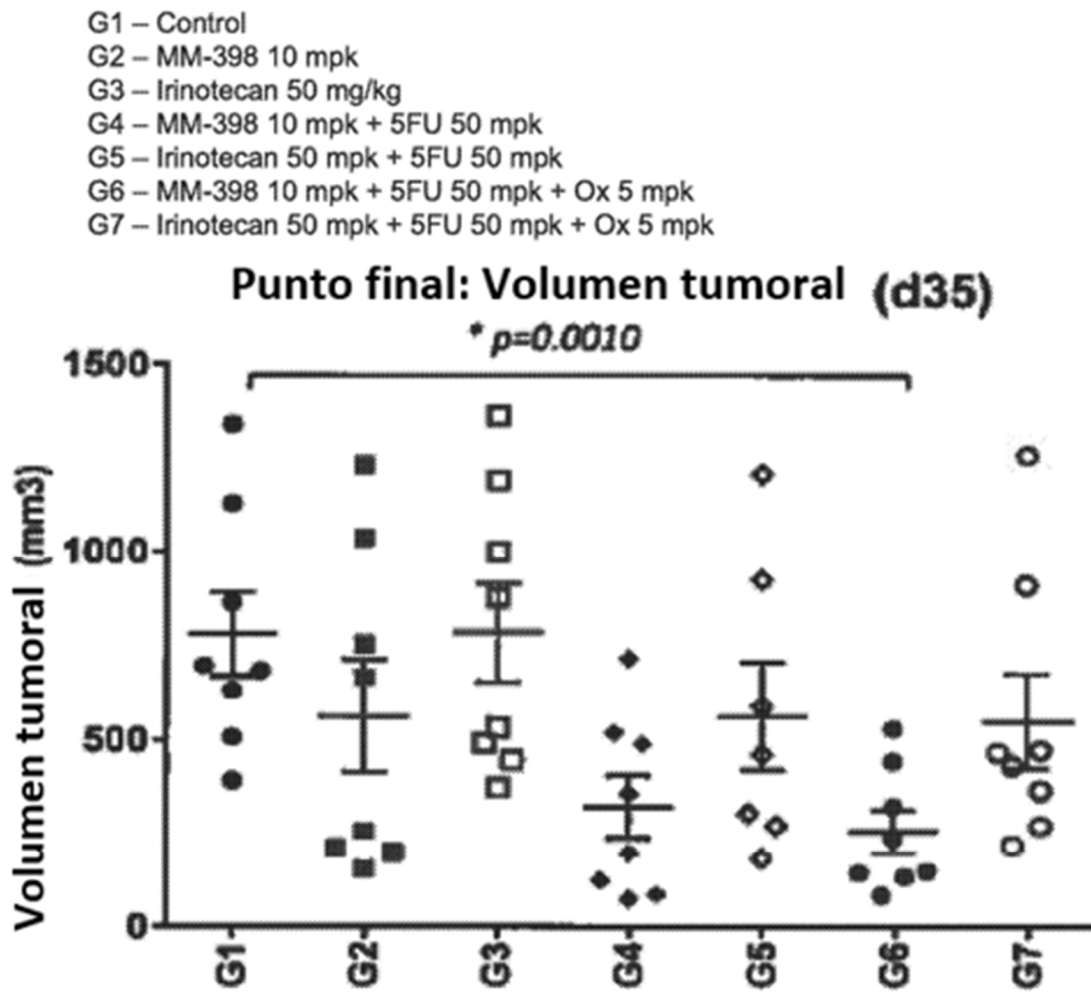 G1 – Control
G2 – MM-398 10 mpk
G3 – Irinotecan 50 mg/kg
G4 – MM-398 10 mpk + 5FU 50 mpk
G5 – Irinotecan 50 mpk + 5FU 50 mpk
G6 – MM-398 10 mpk + 5FU 50 mpk + Ox 5 mpk
G7 – Irinotecan 50 mpk + 5FU 50 mpk + Ox 5 mpk
Punto final: Volumen tumoral (d35)
* p=0.0010
Volumen tumoral (mm3)
1500
1000
500
0
G1 G2 G3 G4 G5 G6 G7